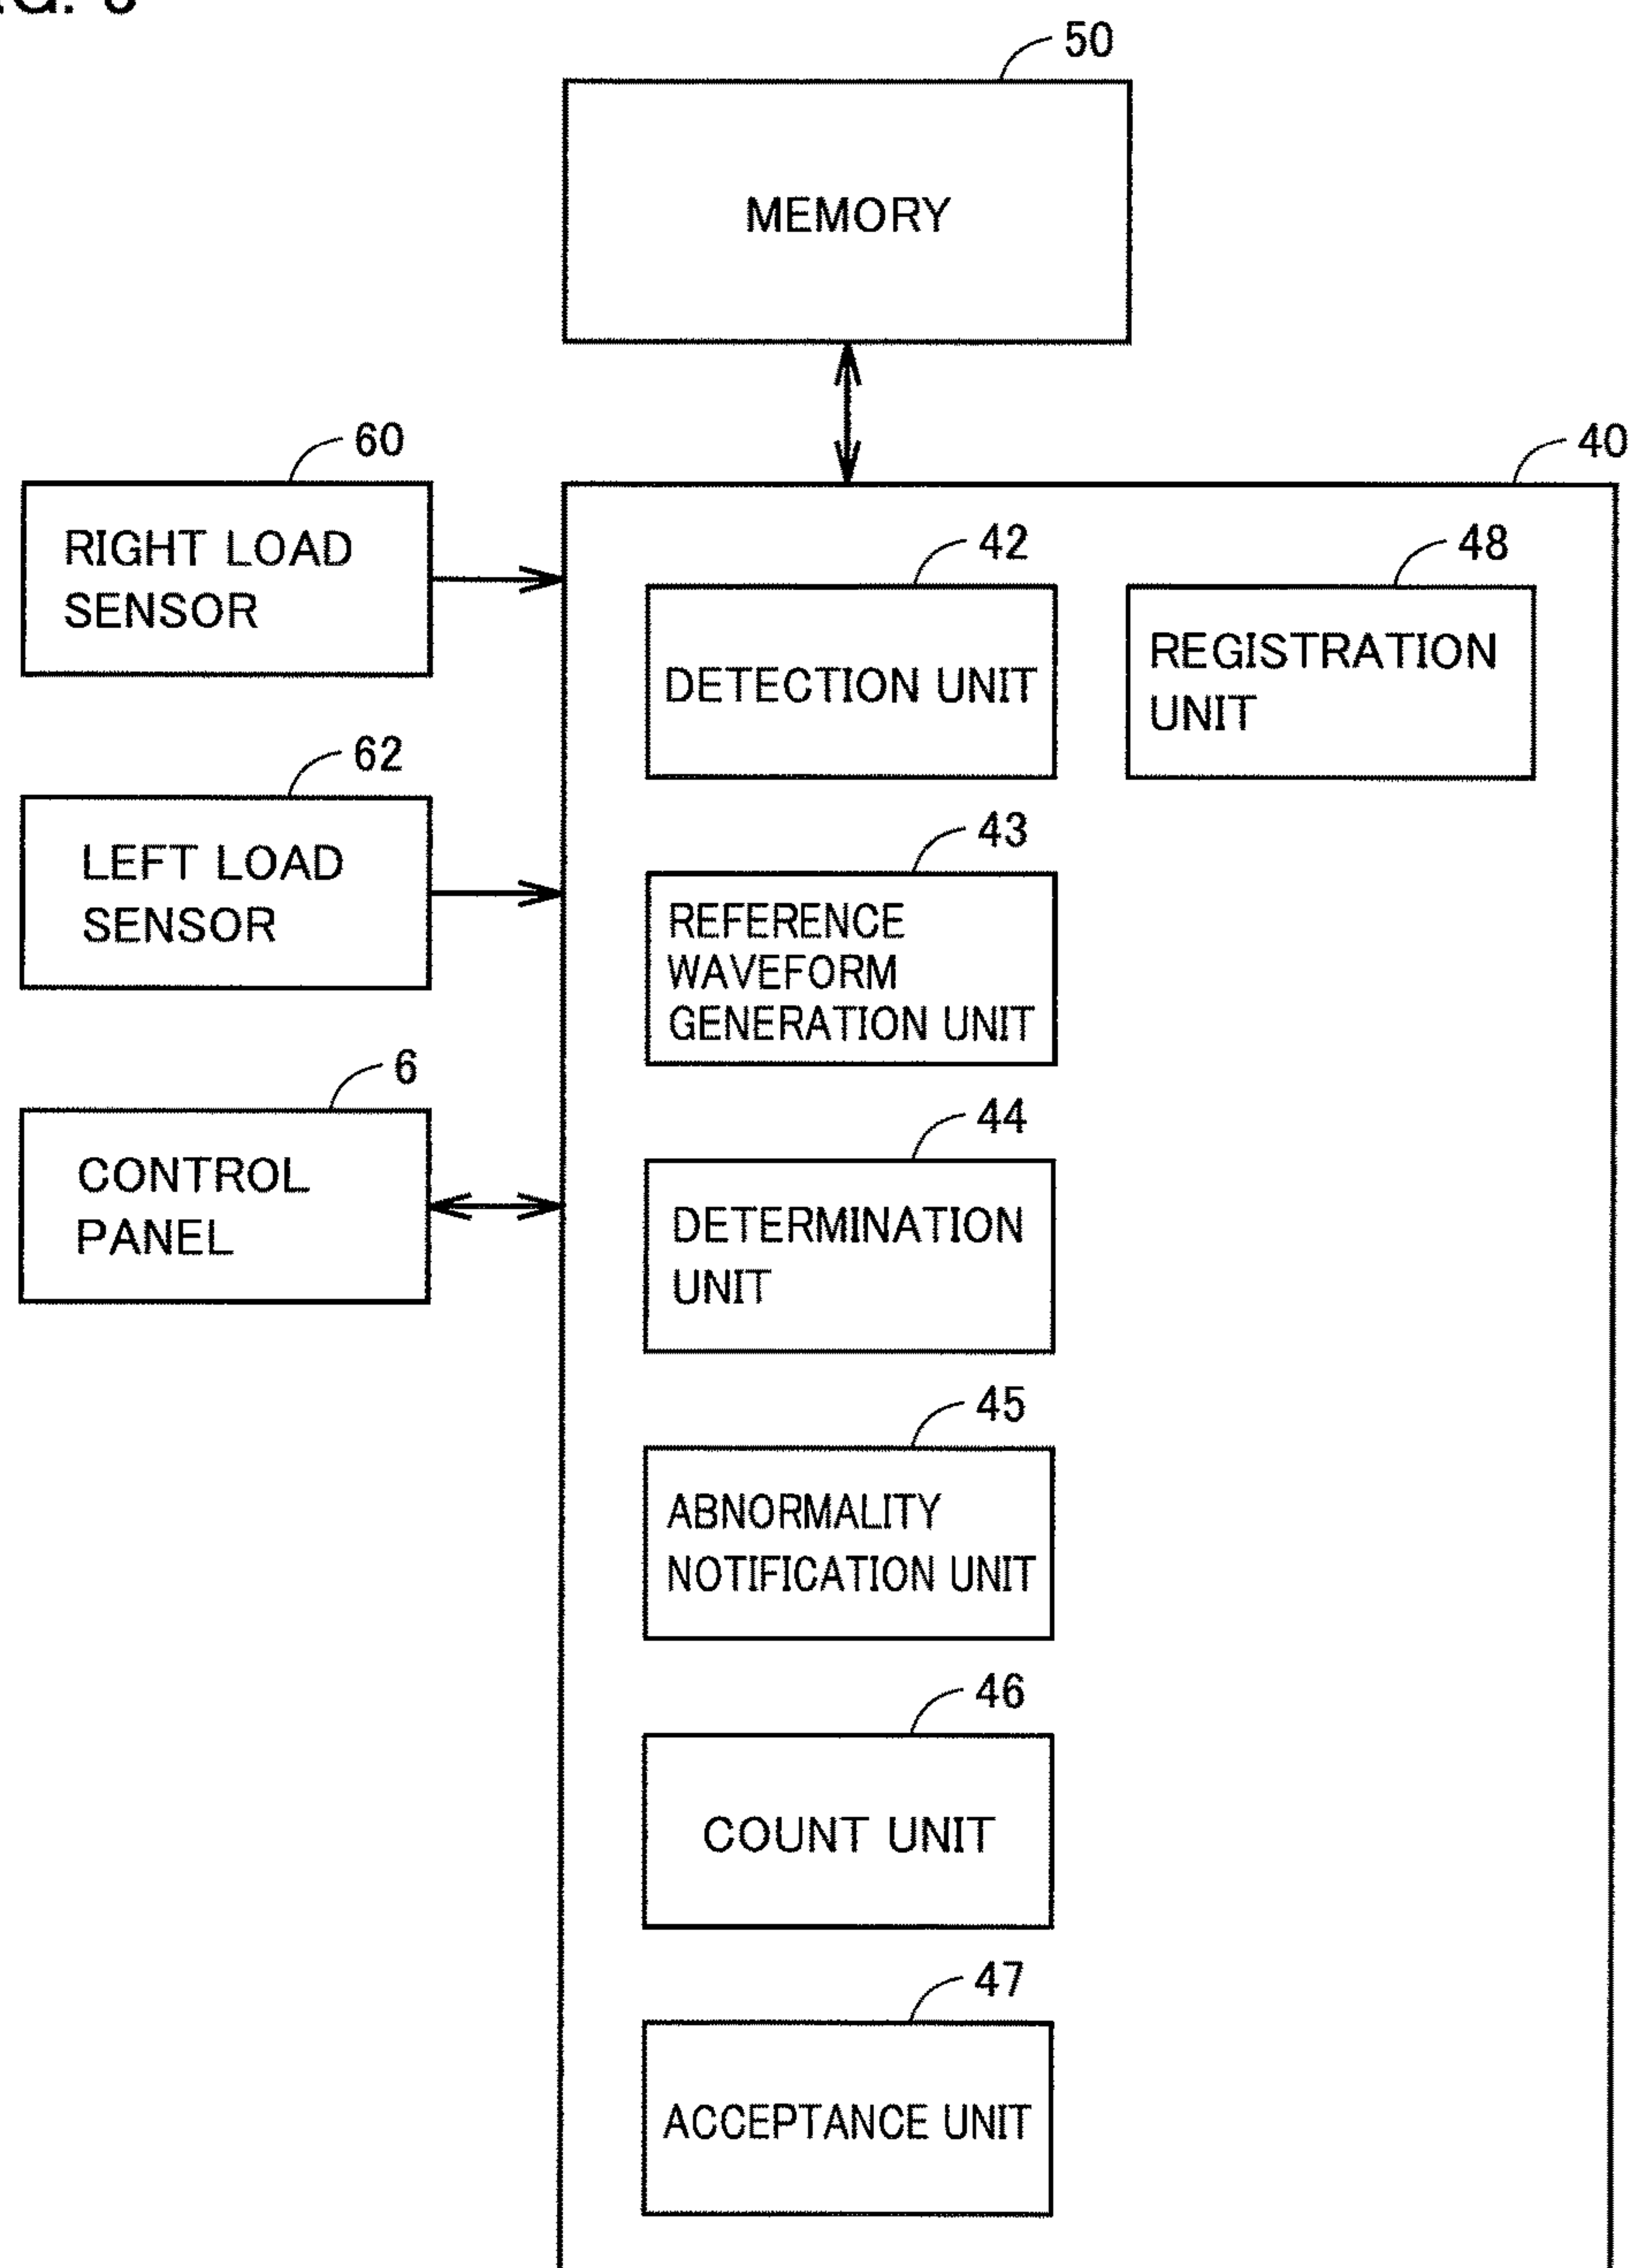 50
MEMORY
60
40
RIGHT LOAD
SENSOR
42
DETECTION UNIT
48
REGISTRATION
UNIT
62
LEFT LOAD
SENSOR
43
REFERENCE
WAVEFORM
GENERATION UNIT
6
CONTROL
PANEL
44
DETERMINATION
UNIT
45
ABNORMALITY
NOTIFICATION UNIT
46
COUNT UNIT
47
ACCEPTANCE UNIT